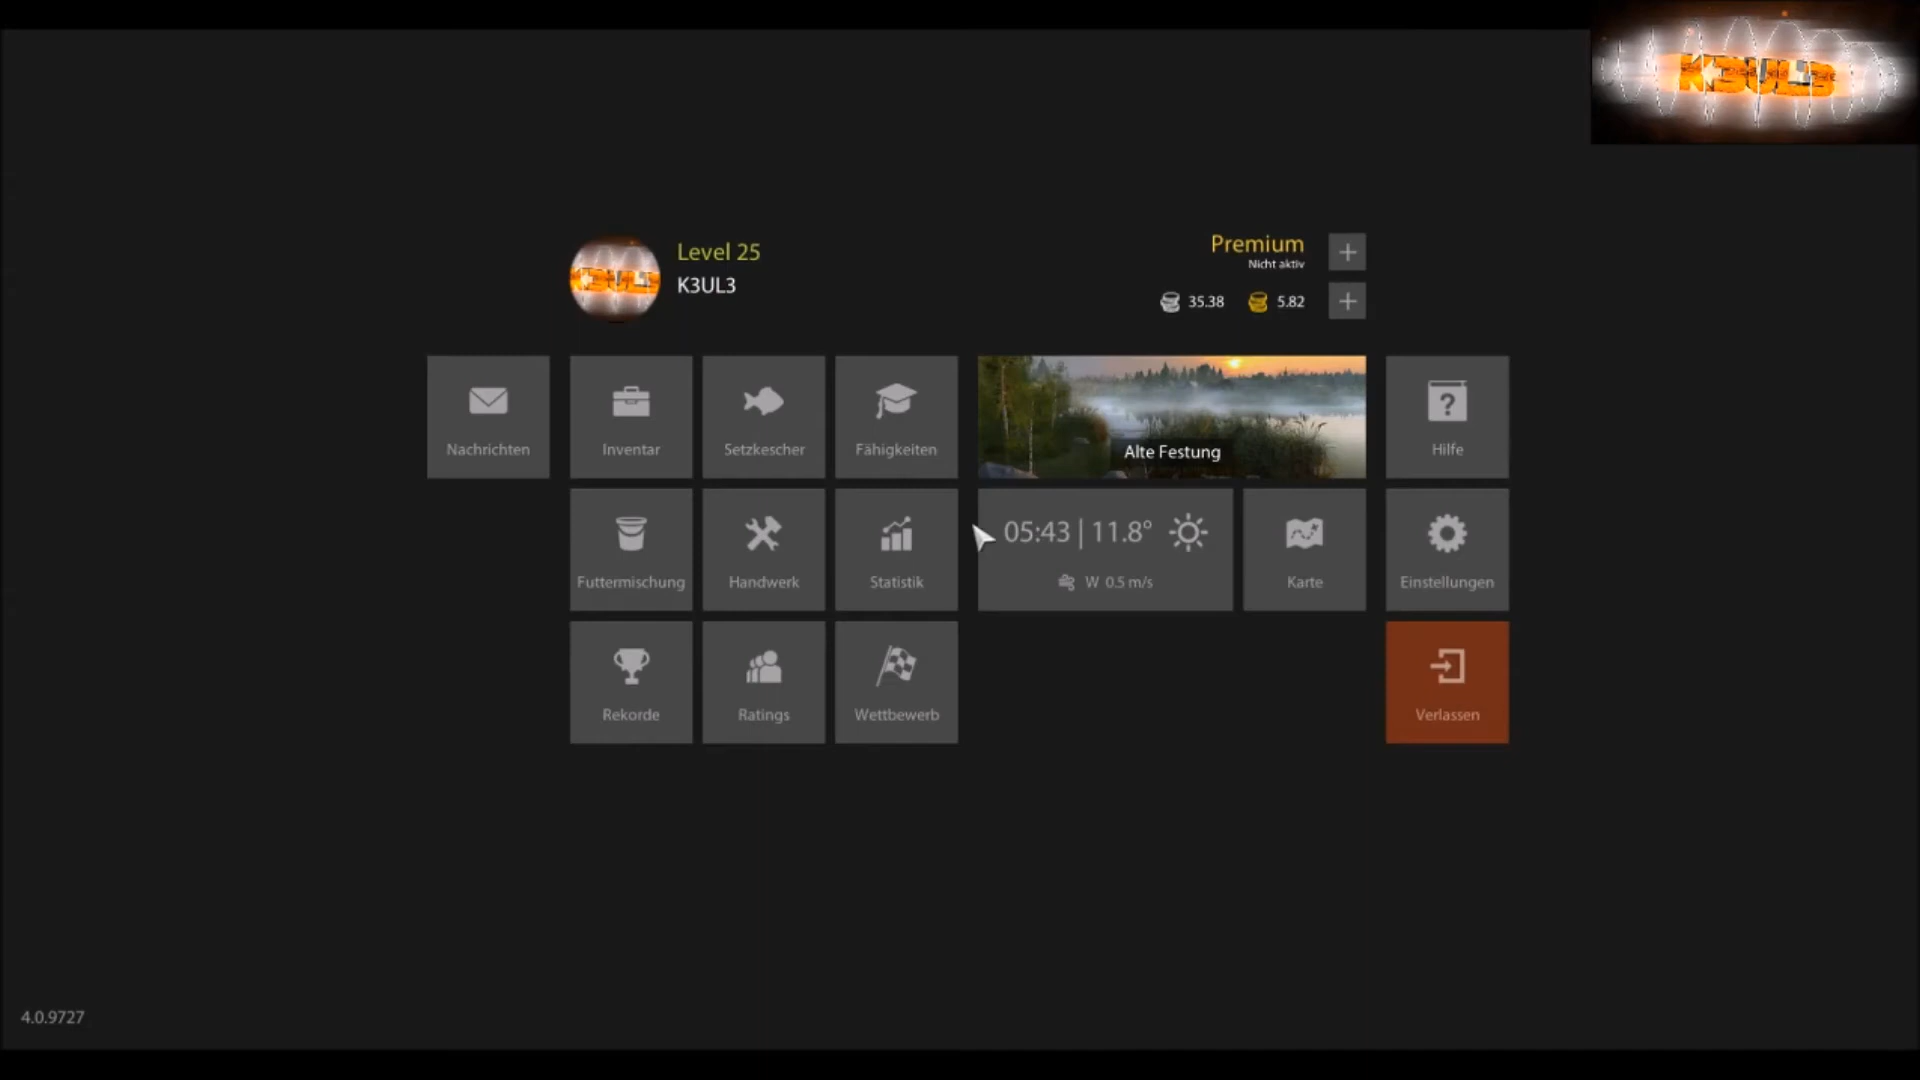 K3UL3
Level 25
K3UL3
K3UL3
Premium
Nicht aktiv
35.38 5.82
Nachrichten
Inventar
Setzkescher
Fähigkeiten
Alte Festung
Hilfe
05:43 | 11.8°
Futtermischung
Handwerk
Statistik
W 0.5 m/s
Karte
Einstellungen
Rekorde
Ratings
Wettbewerb
Verlassen
4.0.9727